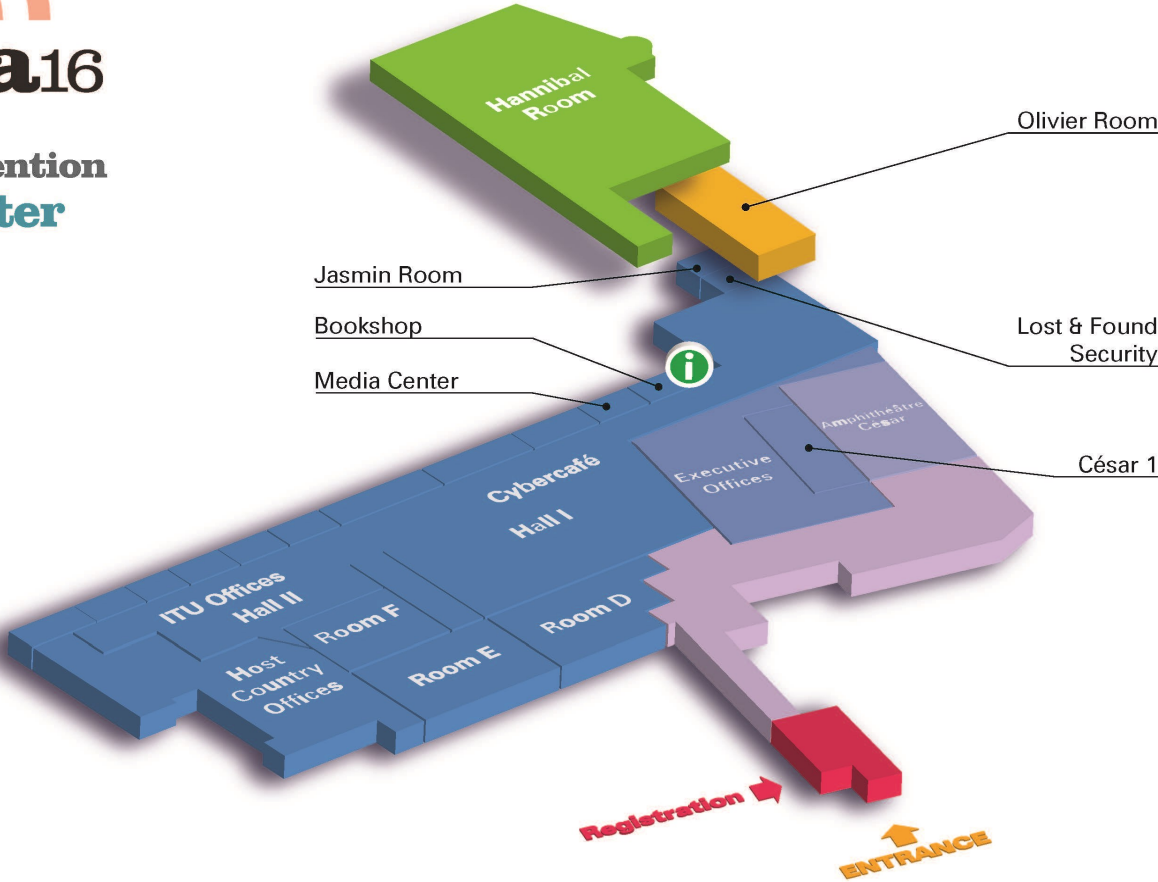 a16
ention
ter
Hannibal
Room
Olivier Room
Jasmin Room
Bookshop
Lost & Found
Security
Media Center
Amphithéâtre
César
César 1
Executive
Offices
Cybercafé
Hall I
ITU Offices
Hall II
Room F
Room D
Host
Country
Offices
Room E
Registration
ENTRANCE